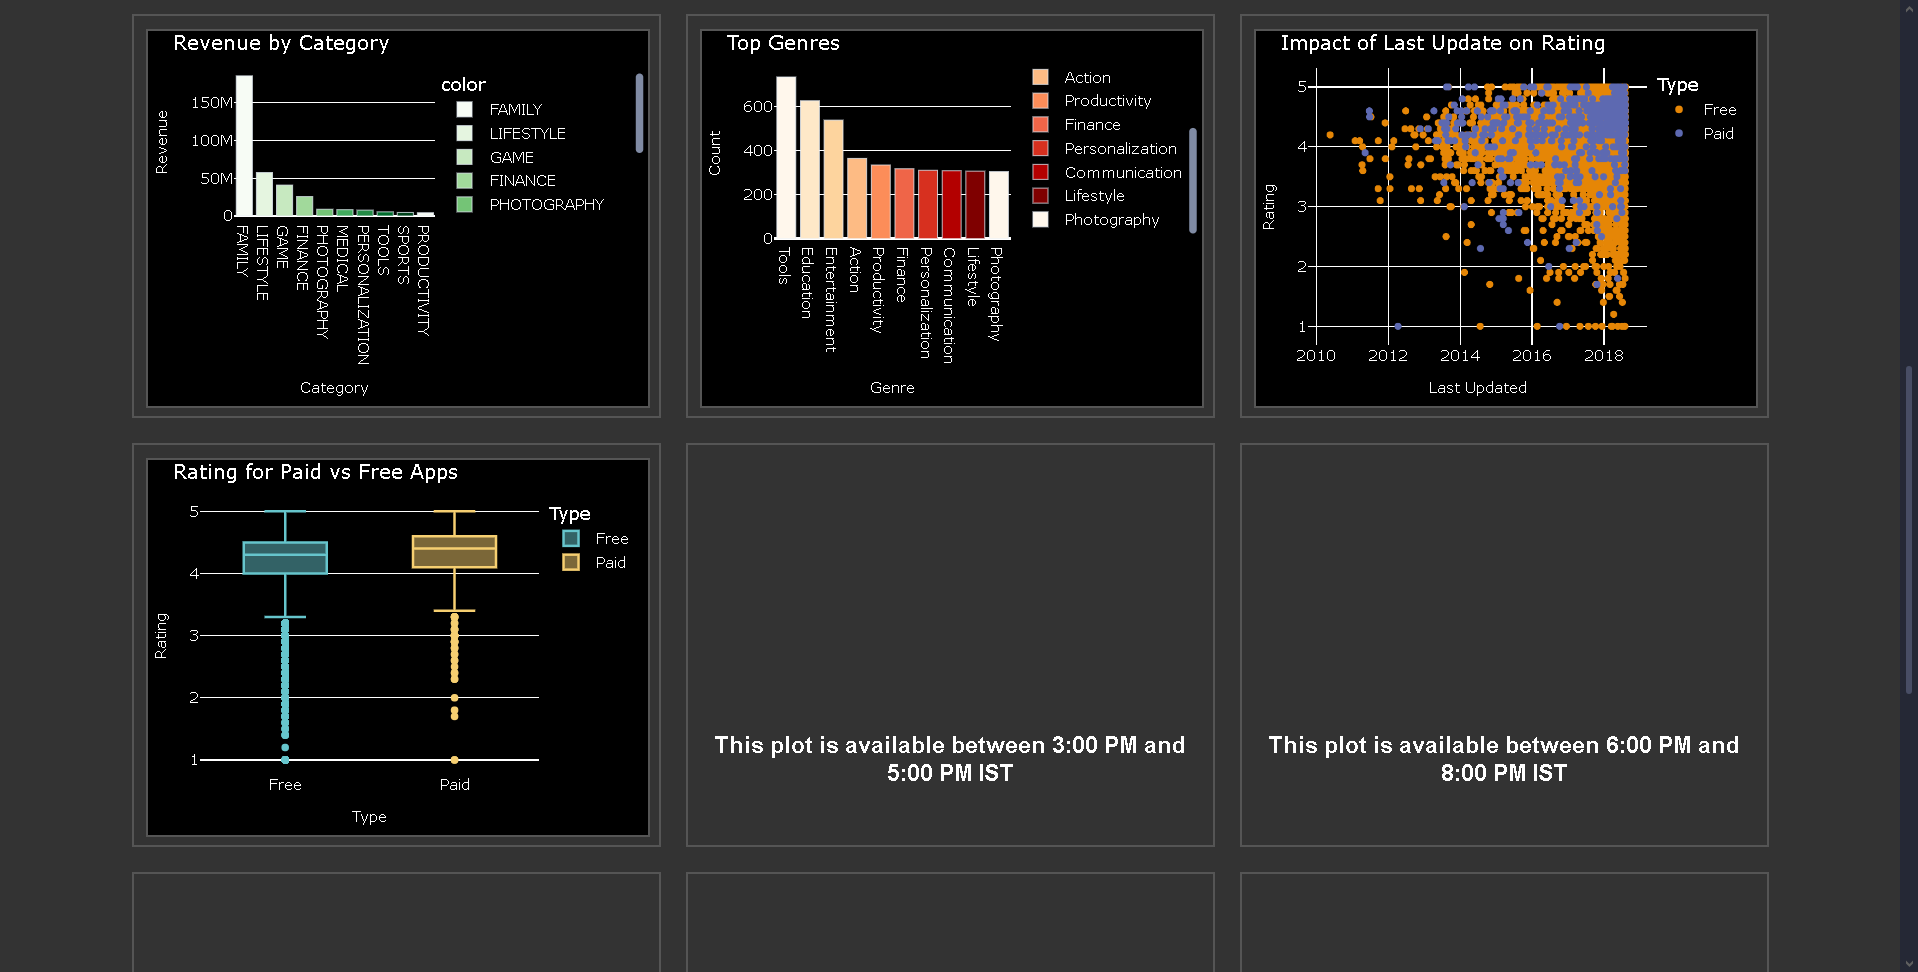 Revenue by Category
Revenue
150M
100M
50M
0
FAMILY
LIFESTYLE
GAME
FINANCE
PHOTOGRAPHY
MEDICAL
PERSONALIZATION
TOOLS
SPORTS
PRODUCTIVITY
Category
color
FAMILY
LIFESTYLE
GAME
FINANCE
PHOTOGRAPHY
Top Genres
Count
600
400
200
0
Tools
Education
Entertainment
Action
Productivity
Finance
Personalization
Communication
Lifestyle
Photography
Genre
Action
Productivity
Finance
Personalization
Communication
Lifestyle
Photography
Impact of Last Update on Rating
Rating
5
4
3
2
1
2010 2012 2014 2016 2018
Last Updated
Type
Free
Paid
Rating for Paid vs Free Apps
Rating
5
4
3
2
1
Free Paid
Type
Type
Free
Paid
This plot is available between 3:00 PM and
5:00 PM IST
This plot is available between 6:00 PM and
8:00 PM IST